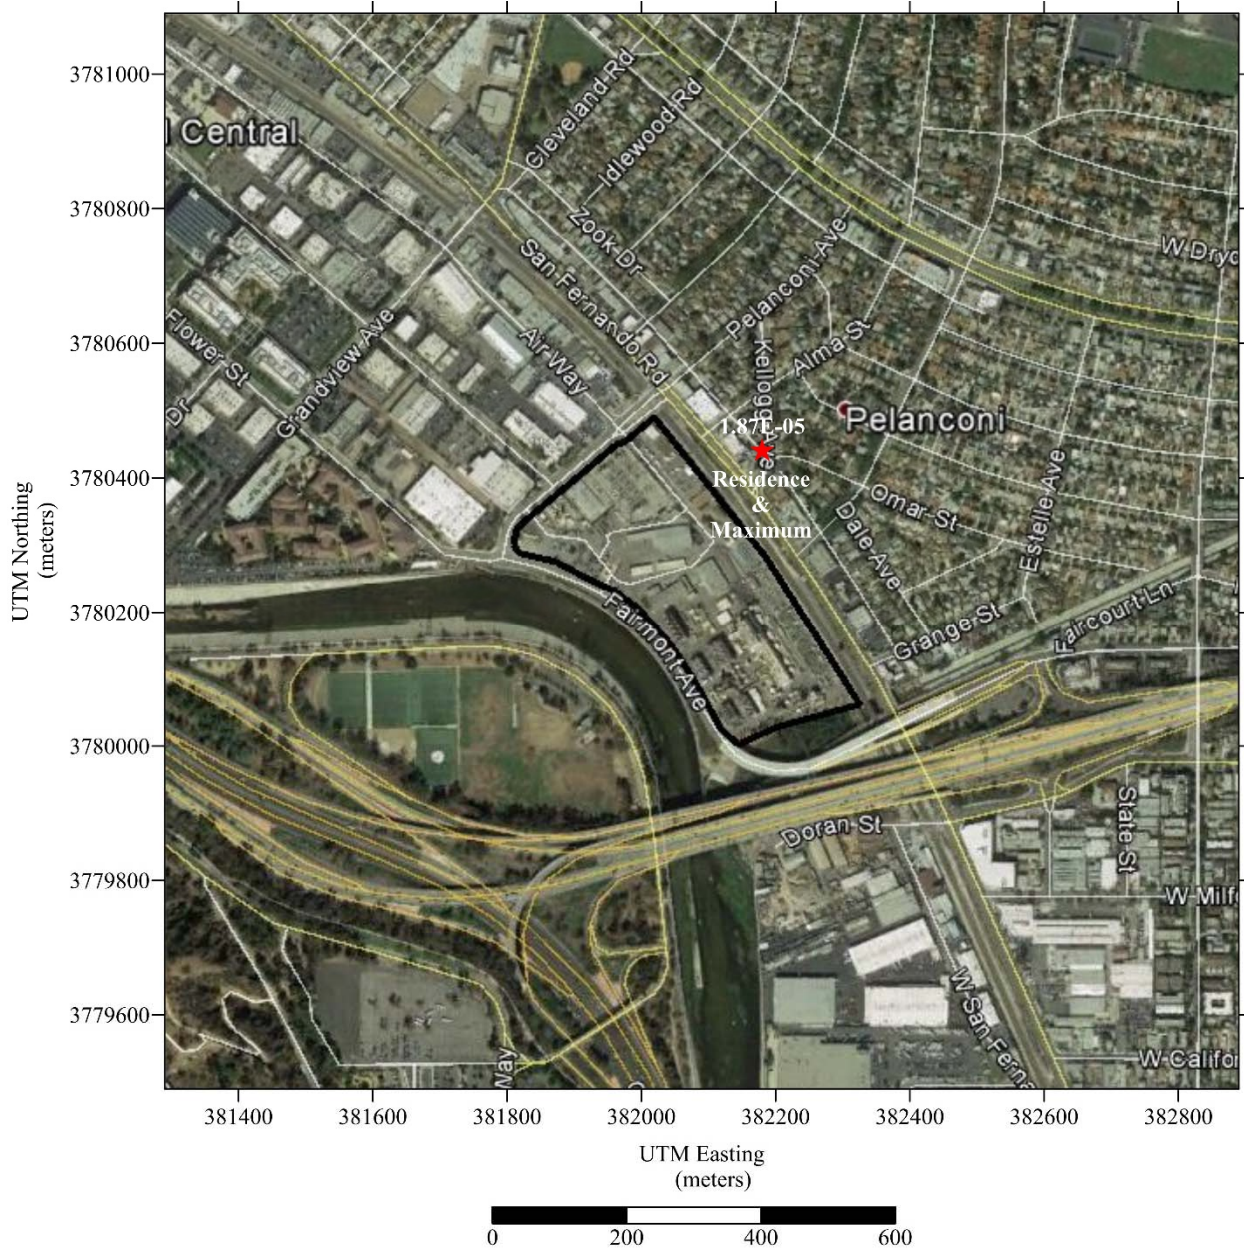 3781000
3780800
3780600
3780400
3780200
3780000
3779800
3779600
UTM Northing
(meters)
l Central
Cleveland Rd
Idlewood Rd
Zook Dr
San Fernando Rd
Pelanconi Ave
W Dryd
Flower St
Grandview Ave
Air Way
Kellogg Ave
Alma St
Dr
Pelanconi
1.87E-05
Residence
&
Maximum
Omar St
Dale Ave
Estelle Ave
Fairmont Ave
Grange St
Faircourt Ln
Doran St
State St
W Milf
W San Ferna
W Califor
Way
381400
381600
381800
382000
382200
382400
382600
382800
UTM Easting
(meters)
0
200
400
600